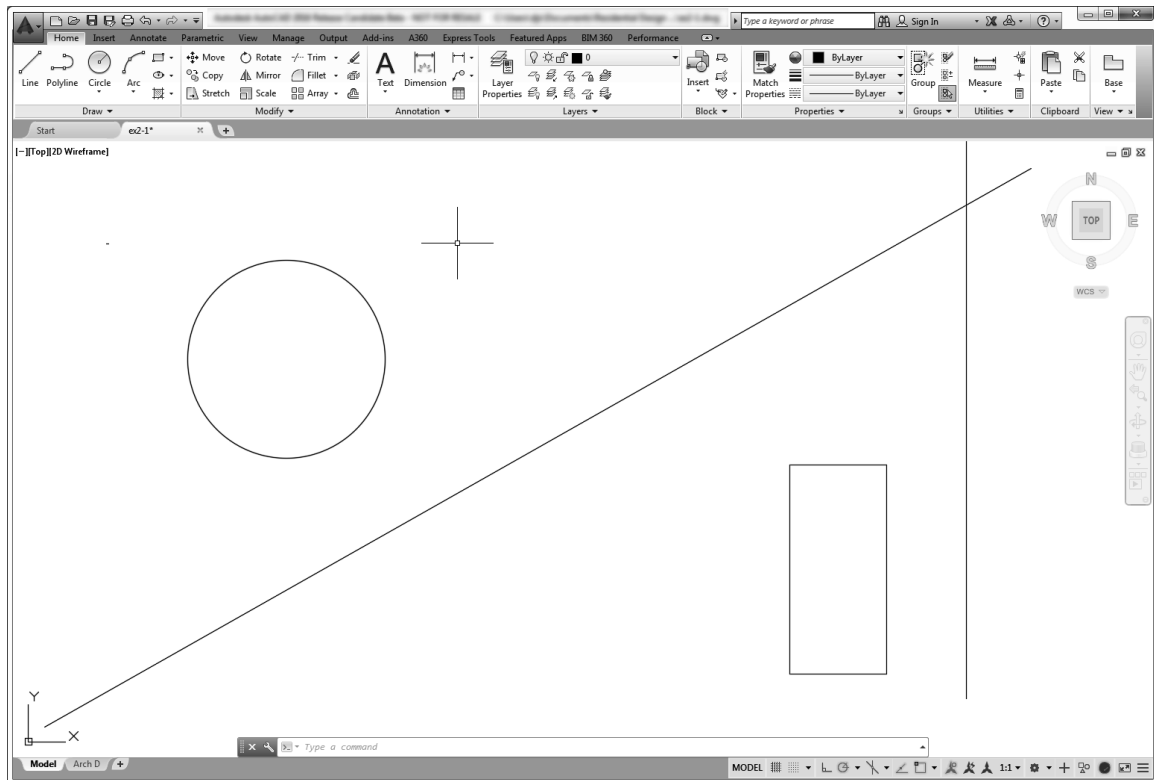 Type a keyword or phrase Sign In
Home Insert Annotate Parametric View Manage Output Add-ins A360 Express Tools Featured Apps BIM 360 Performance
Line Polyline Circle Arc
Move Rotate Trim
Copy Mirror Fillet
Stretch Scale Array
Text Dimension
Layer Properties
0
Insert
Match Properties
ByLayer
ByLayer
ByLayer
Group
Measure
Paste
Base
Draw Modify Annotation Layers Block Properties Groups Utilities Clipboard View
Start ex2-1*
[–][Top][2D Wireframe]
N
W TOP E
S
WCS
Y
X
Type a command
Model Arch D
MODEL 1:1